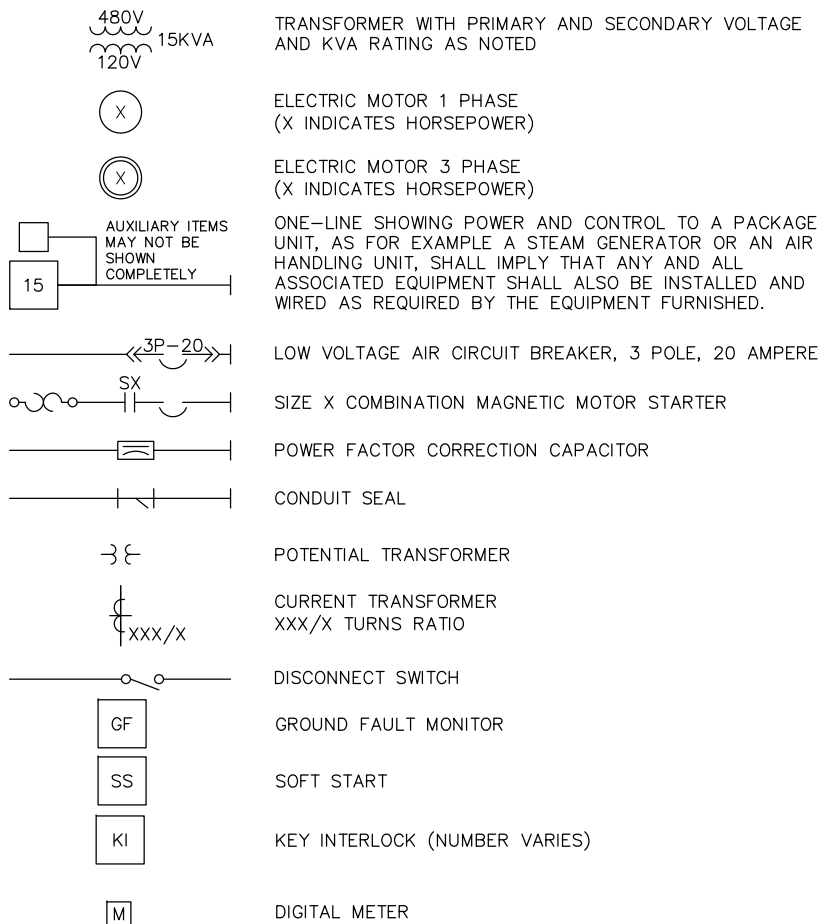 480V
15KVA
120V
TRANSFORMER WITH PRIMARY AND SECONDARY VOLTAGE
AND KVA RATING AS NOTED
X
ELECTRIC MOTOR 1 PHASE
(X INDICATES HORSEPOWER)
X
ELECTRIC MOTOR 3 PHASE
(X INDICATES HORSEPOWER)
AUXILIARY ITEMS
MAY NOT BE
SHOWN
COMPLETELY
15
ONE-LINE SHOWING POWER AND CONTROL TO A PACKAGE
UNIT, AS FOR EXAMPLE A STEAM GENERATOR OR AN AIR
HANDLING UNIT, SHALL IMPLY THAT ANY AND ALL
ASSOCIATED EQUIPMENT SHALL ALSO BE INSTALLED AND
WIRED AS REQUIRED BY THE EQUIPMENT FURNISHED.
3P-20
LOW VOLTAGE AIR CIRCUIT BREAKER, 3 POLE, 20 AMPERE
SX
SIZE X COMBINATION MAGNETIC MOTOR STARTER
POWER FACTOR CORRECTION CAPACITOR
CONDUIT SEAL
POTENTIAL TRANSFORMER
XXX/X
CURRENT TRANSFORMER
XXX/X TURNS RATIO
DISCONNECT SWITCH
GF
GROUND FAULT MONITOR
SS
SOFT START
KI
KEY INTERLOCK (NUMBER VARIES)
M
DIGITAL METER